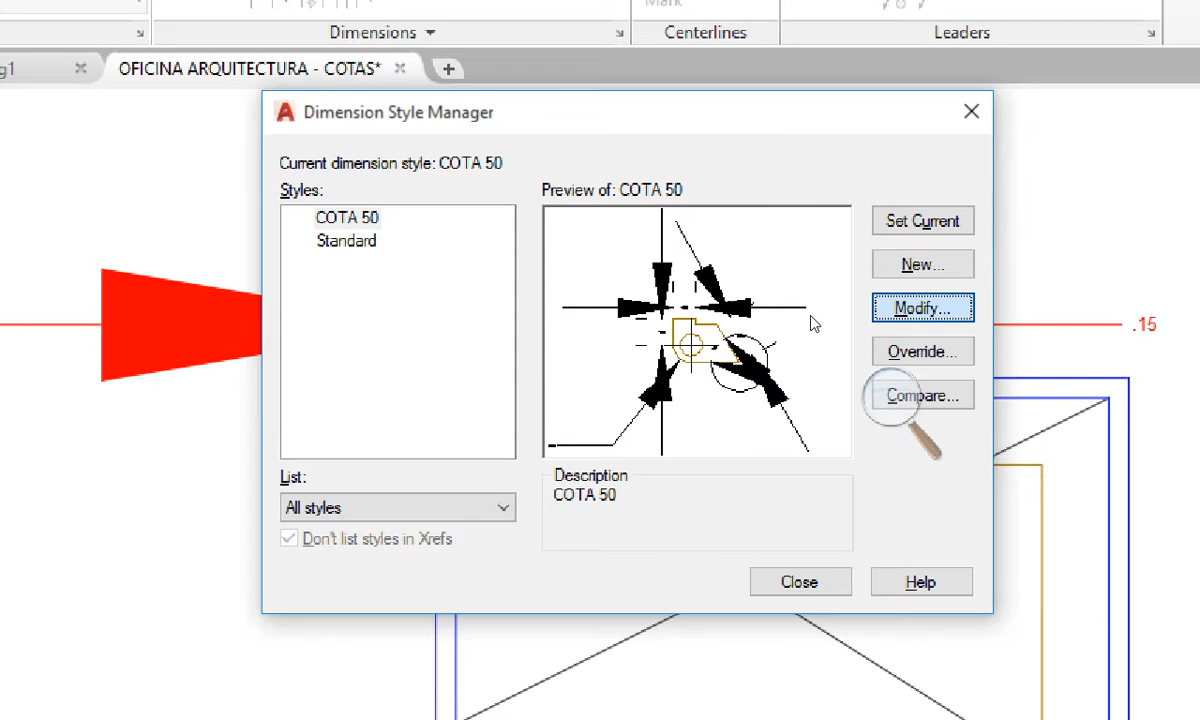 Mark
Dimensions
Centerlines
Leaders
g1
OFICINA ARQUITECTURA - COTAS*
Dimension Style Manager
Current dimension style: COTA 50
Styles:
COTA 50
Standard
Preview of: COTA 50
Set Current
New...
Modify...
Override...
Compare...
.15
List:
All styles
Don't list styles in Xrefs
Description
COTA 50
Close
Help